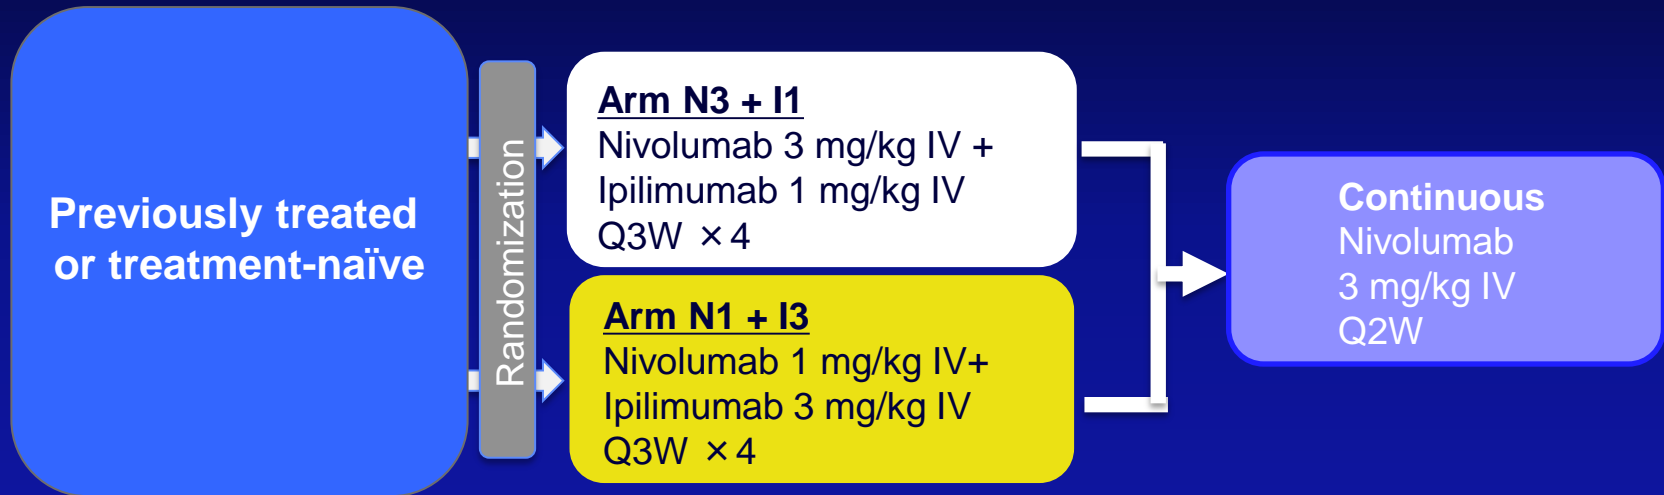 Previously treated
or treatment-naïve
Randomization
Arm N3 + I1
Nivolumab 3 mg/kg IV +
Ipilimumab 1 mg/kg IV
Q3W ×4
Arm N1 + I3
Nivolumab 1 mg/kg IV+
Ipilimumab 3 mg/kg IV
Q3W ×4
Continuous
Nivolumab
3 mg/kg IV
Q2W